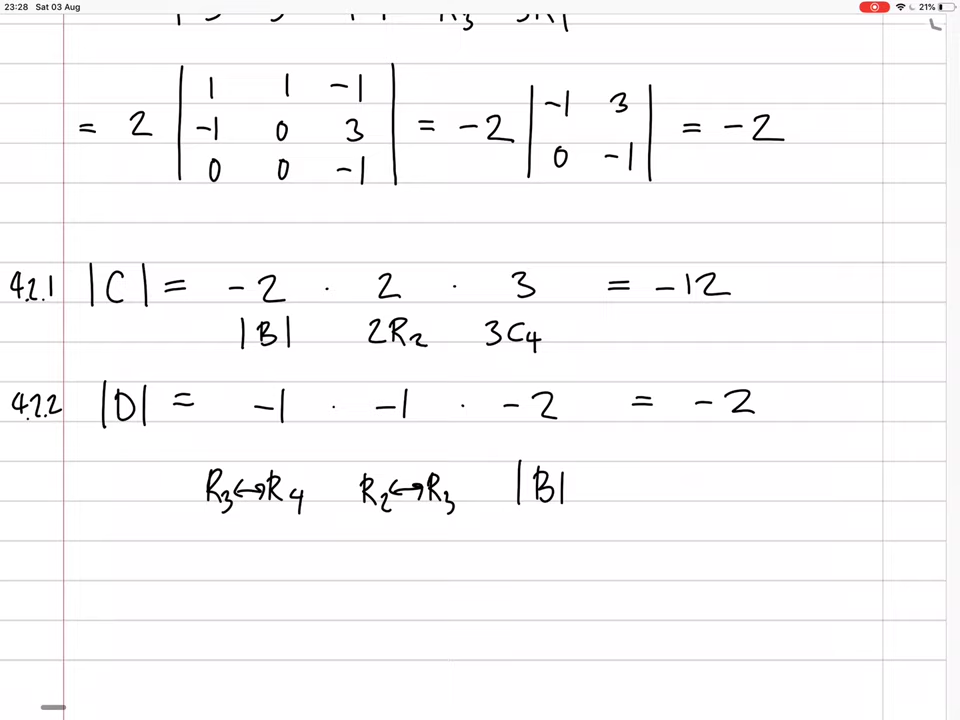 23:28 Sat 03 Aug 21%
= 2 | 1 1 -1 | = -2 | -1 3 | = -2
| -1 0 3 | | 0 -1 |
| 0 0 -1 |
4.2.1 |C| = -2 · 2 · 3 = -12
|B| 2R₂ 3C₄
4.2.2 |D| = -1 · -1 · -2 = -2
R₃↔R₄ R₂↔R₃ |B|